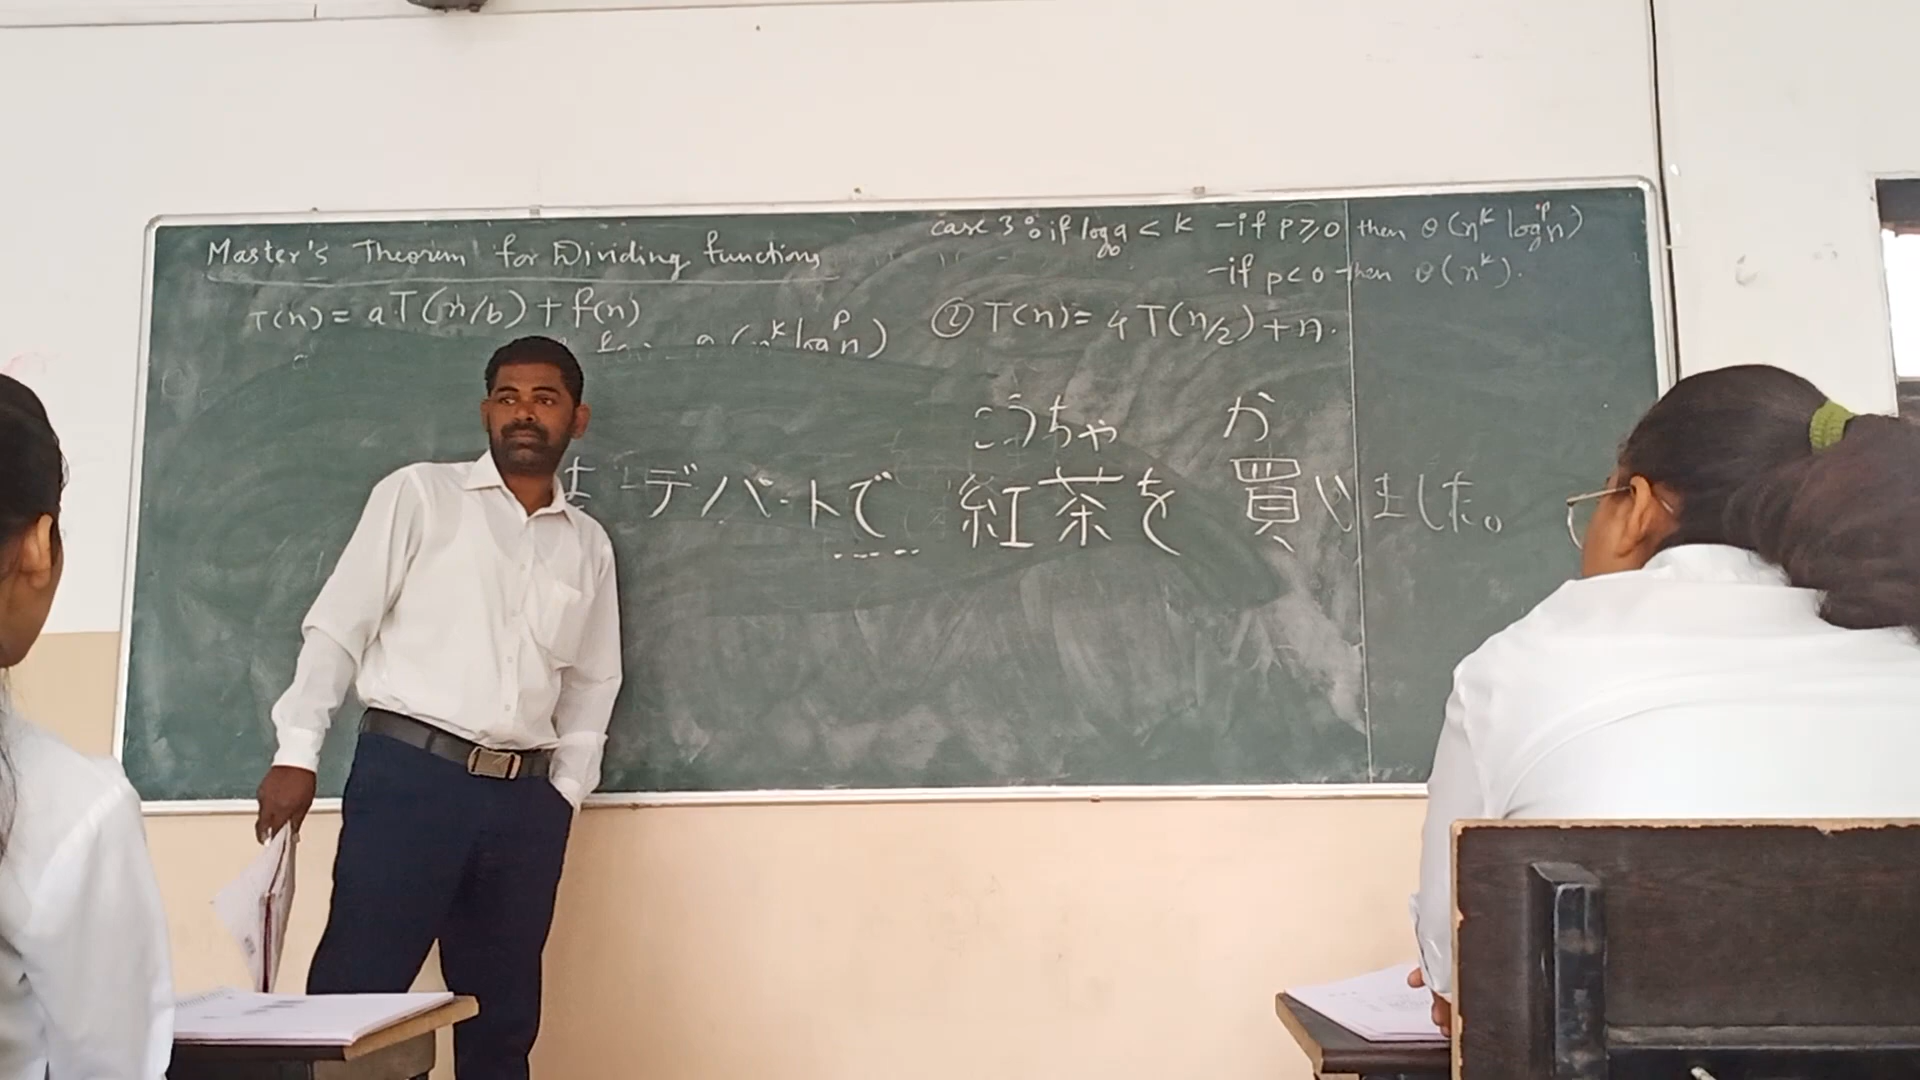 Master's Theorem for Dividing functions
T(n) = aT(n/b) + f(n)
θ(n^k log^p n)
case 3: if log_b a < k - if p ≥ 0 then θ(n^k log^p n)
- if p < 0 then θ(n^k).
② T(n) = 4T(n/2) + n.
こうちゃ か
デパートで 紅茶を 買いました。